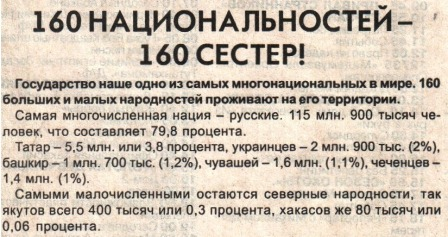 160 НАЦИОНАЛЬНОСТЕЙ –
160 СЕСТЕР!
Государство наше одно из самых многонациональных в мире. 160
больших и малых народностей проживают на его территории.
Самая многочисленная нация – русские. 115 млн. 900 тысяч че-
ловек, что составляет 79,8 процента.
Татар – 5,5 млн. или 3,8 процента, украинцев – 2 млн. 900 тыс. (2%),
башкир – 1 млн. 700 тыс. (1,2%), чувашей – 1,6 млн. (1,1%), чеченцев –
1,4 млн. (1%).
Самыми малочисленными остаются северные народности, так
якутов всего 400 тысяч или 0,3 процента, хакасов же 80 тысяч или
0,06 процента.